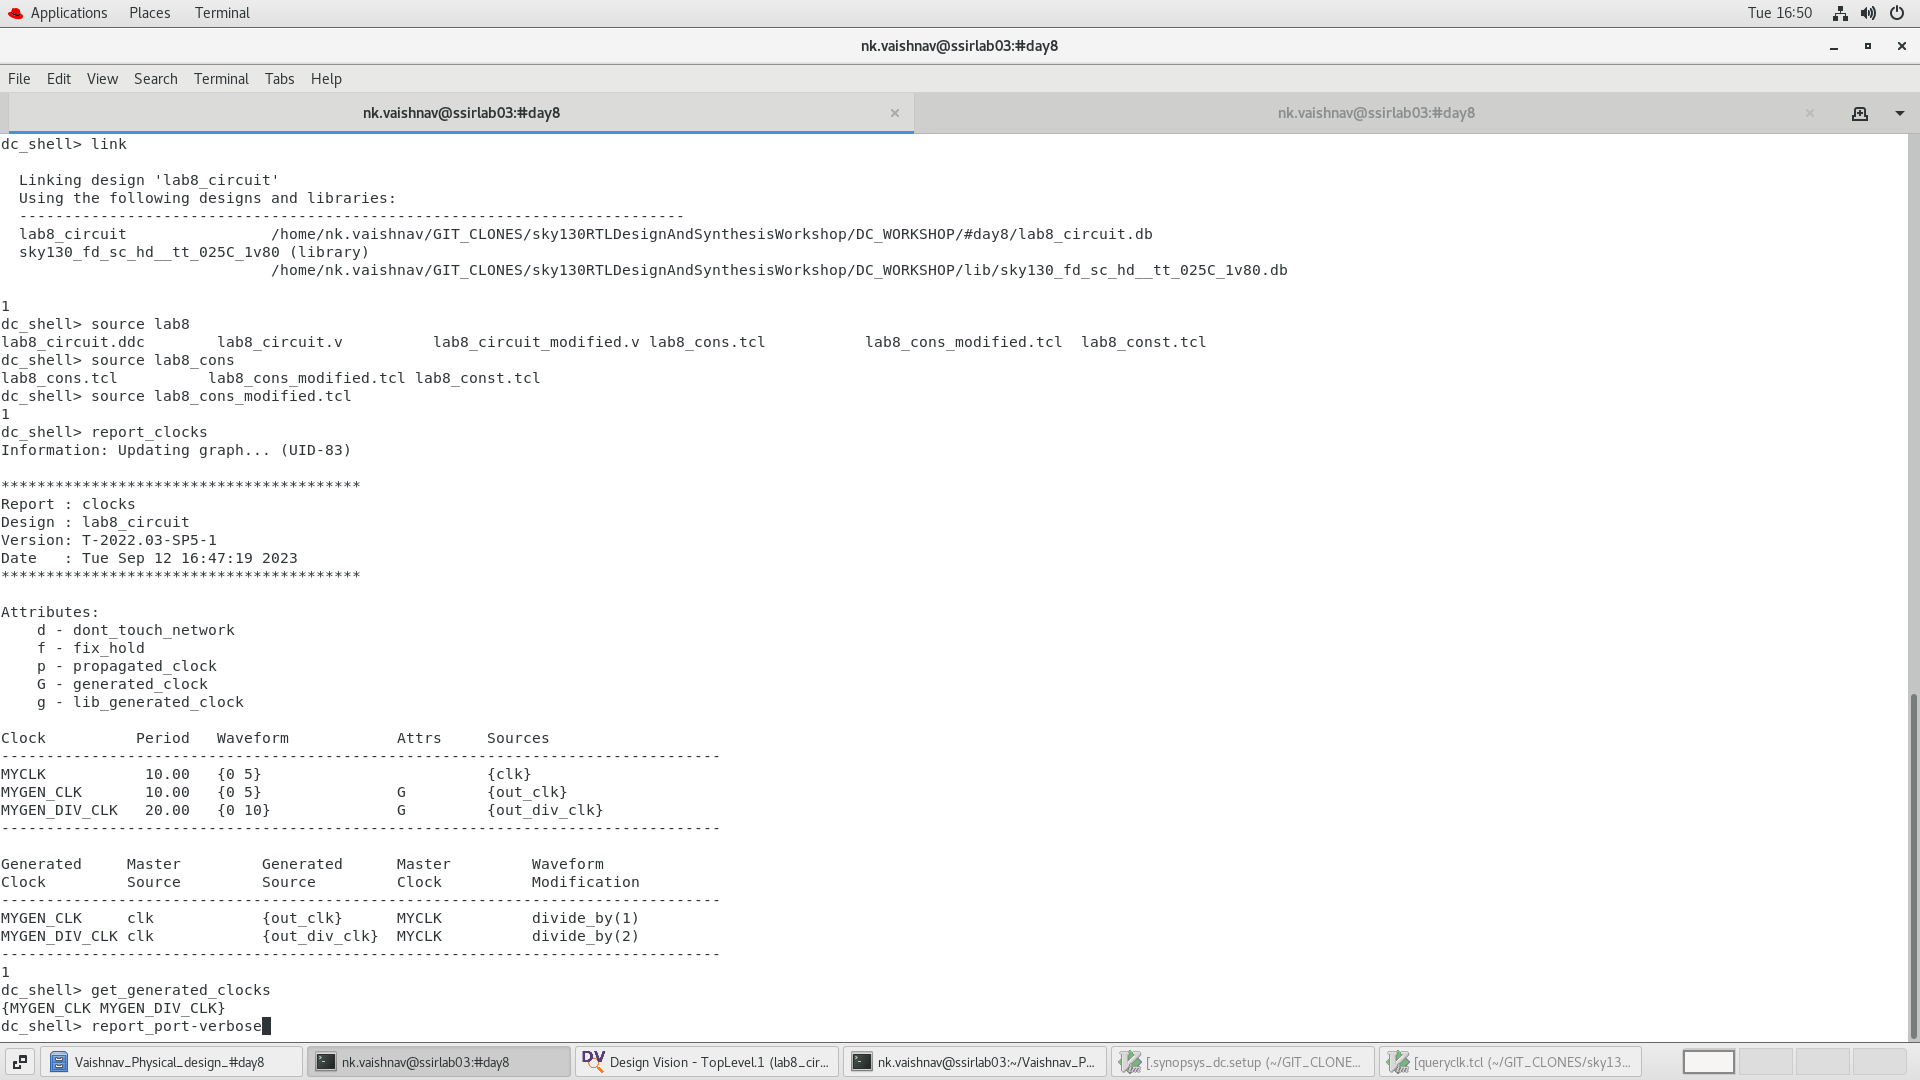 Applications Places Terminal Tue 16:50
nk.vaishnav@ssirlab03:#day8
File Edit View Search Terminal Tabs Help
nk.vaishnav@ssirlab03:#day8 × nk.vaishnav@ssirlab03:#day8 ×
dc_shell> link
Linking design 'lab8_circuit'
Using the following designs and libraries:
--------------------------------------------------------------------------
lab8_circuit /home/nk.vaishnav/GIT_CLONES/sky130RTLDesignAndSynthesisWorkshop/DC_WORKSHOP/#day8/lab8_circuit.db
sky130_fd_sc_hd__tt_025C_1v80 (library)
/home/nk.vaishnav/GIT_CLONES/sky130RTLDesignAndSynthesisWorkshop/DC_WORKSHOP/lib/sky130_fd_sc_hd__tt_025C_1v80.db
1
dc_shell> source lab8
lab8_circuit.ddc lab8_circuit.v lab8_circuit_modified.v lab8_cons.tcl lab8_cons_modified.tcl lab8_const.tcl
dc_shell> source lab8_cons
lab8_cons.tcl lab8_cons_modified.tcl lab8_const.tcl
dc_shell> source lab8_cons_modified.tcl
1
dc_shell> report_clocks
Information: Updating graph... (UID-83)
****************************************
Report : clocks
Design : lab8_circuit
Version: T-2022.03-SP5-1
Date : Tue Sep 12 16:47:19 2023
****************************************
Attributes:
d - dont_touch_network
f - fix_hold
p - propagated_clock
G - generated_clock
g - lib_generated_clock
Clock Period Waveform Attrs Sources
--------------------------------------------------------------------------------
MYCLK 10.00 {0 5} {clk}
MYGEN_CLK 10.00 {0 5} G {out_clk}
MYGEN_DIV_CLK 20.00 {0 10} G {out_div_clk}
--------------------------------------------------------------------------------
Generated Master Generated Master Waveform
Clock Source Source Clock Modification
--------------------------------------------------------------------------------
MYGEN_CLK clk {out_clk} MYCLK divide_by(1)
MYGEN_DIV_CLK clk {out_div_clk} MYCLK divide_by(2)
--------------------------------------------------------------------------------
1
dc_shell> get_generated_clocks
{MYGEN_CLK MYGEN_DIV_CLK}
dc_shell> report_port-verbose
Vaishnav_Physical_design_#day8 nk.vaishnav@ssirlab03:#day8 DV Design Vision - TopLevel.1 (lab8_cir... nk.vaishnav@ssirlab03:~/Vaishnav_P... [.synopsys_dc.setup (~/GIT_CLONE... [queryclk.tcl (~/GIT_CLONES/sky13...